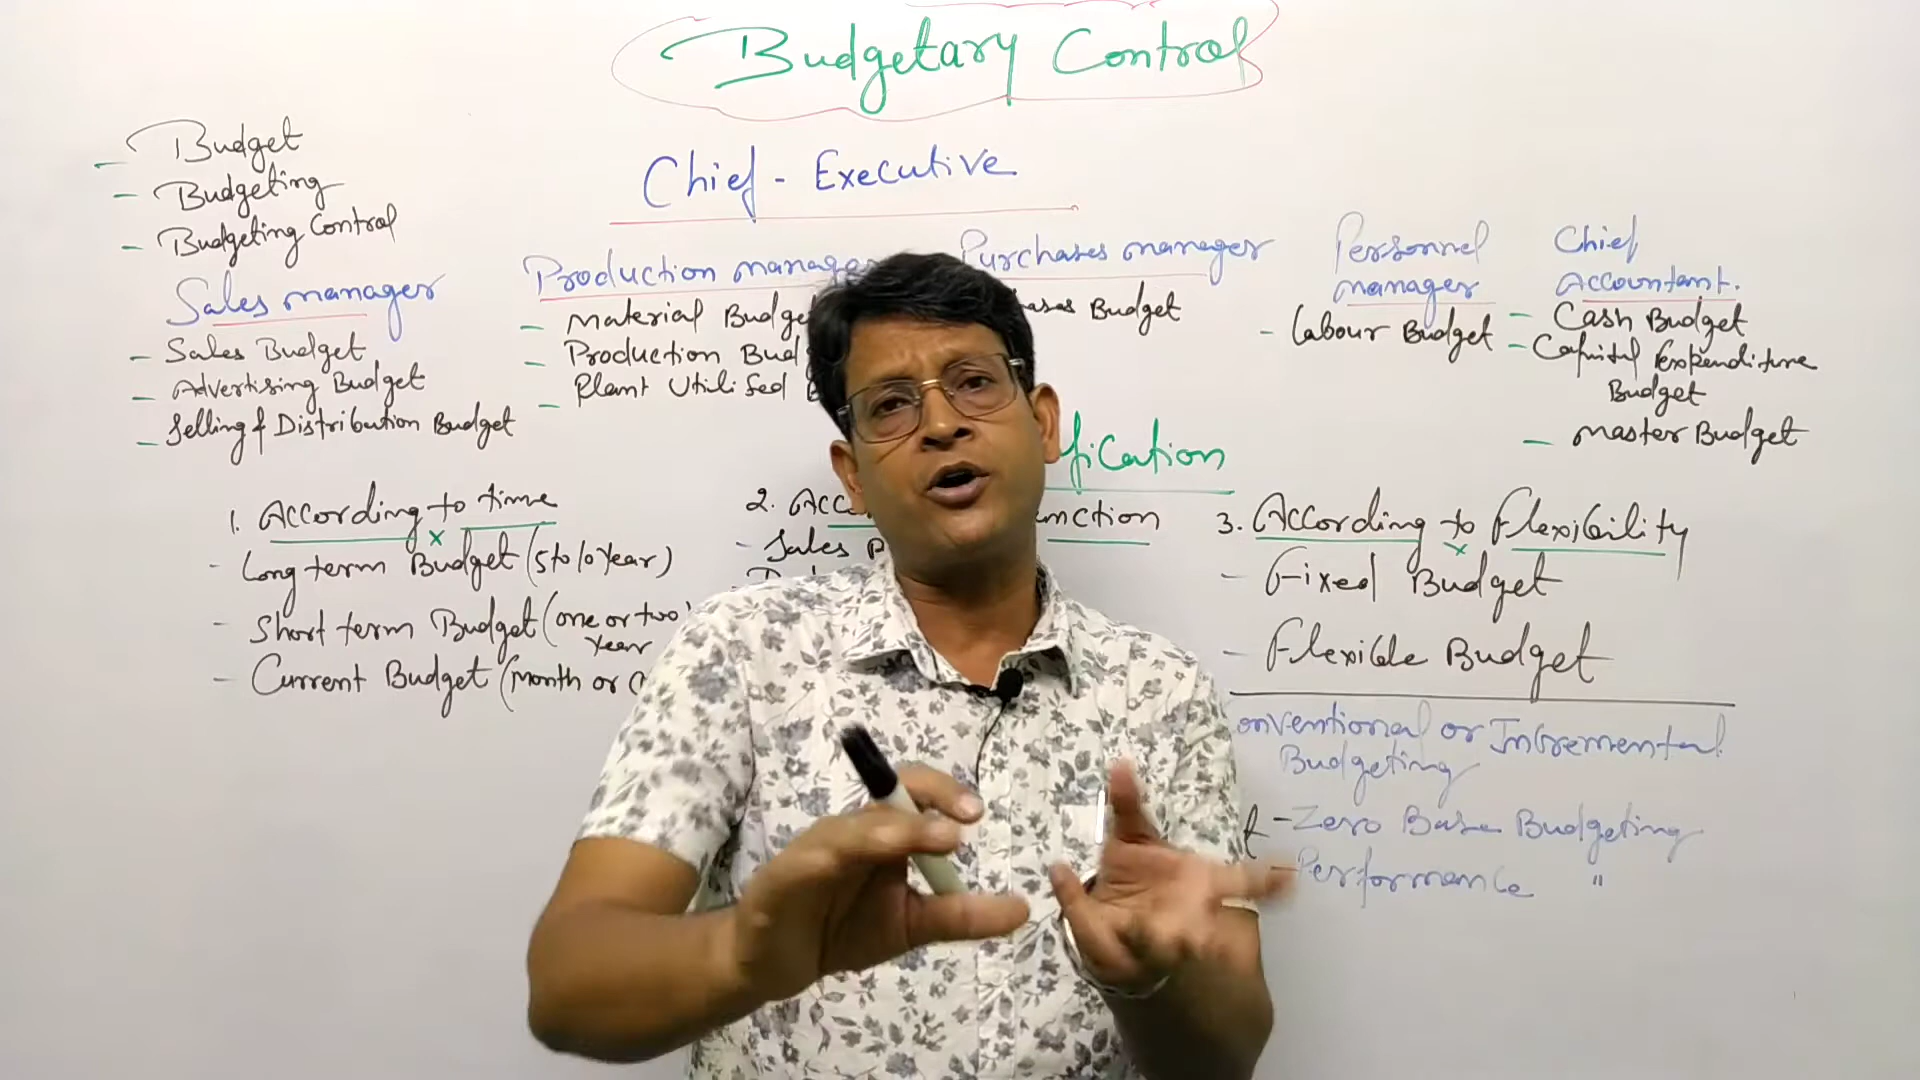 Budgetary Control
- Budget
- Budgeting
- Budgeting Control
Chief - Executive
Sales manager
- Sales Budget
- Advertising Budget
- Selling & Distribution Budget
Production manager
- Material Budget
- Production
- Plant Utilised
Purchases manager
Budget
Personnel
manager
- Labour Budget
Chief
Accountant.
- Cash Budget
- Capital Expenditure
Budget
- Master Budget
1. According to time
x
- Long term Budget (5 to 10 Year)
- Short term Budget (one or two)
Year
- Current Budget (month or
2.
- Sales
3. According to Flexibility
x
- Fixed Budget
- Flexible Budget
or Incremental
Budgeting
- Zero Base Budgeting
- Performance "